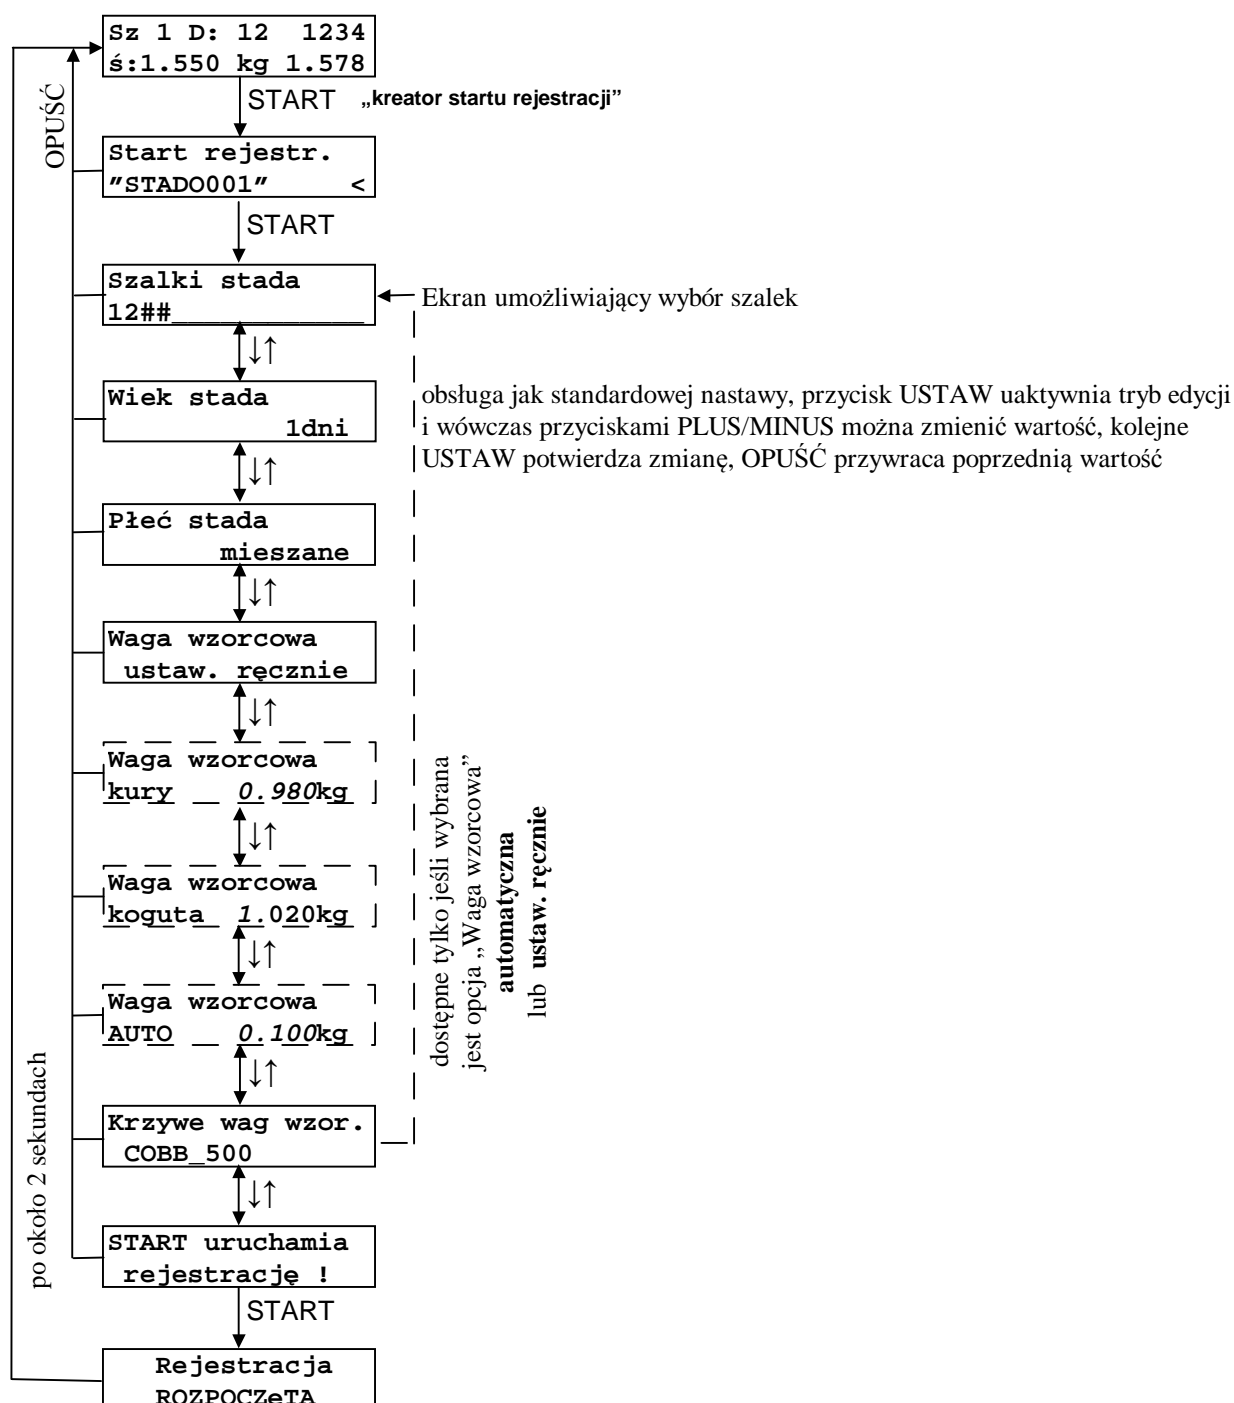 Sz 1 D: 12 1234
ś:1.550 kg 1.578
START „kreator startu rejestracji”
OPUŚĆ
Start rejestr.
”STADO001” <
START
Szalki stada
12##____________
Ekran umożliwiający wybór szalek
↓↑
Wiek stada
1dni
obsługa jak standardowej nastawy, przycisk USTAW uaktywnia tryb edycji
i wówczas przyciskami PLUS/MINUS można zmienić wartość, kolejne
USTAW potwierdza zmianę, OPUŚĆ przywraca poprzednią wartość
↓↑
Płeć stada
mieszane
↓↑
Waga wzorcowa
ustaw. ręcznie
↓↑
Waga wzorcowa
kury 0.980kg
↓↑
Waga wzorcowa
koguta 1.020kg
↓↑
Waga wzorcowa
AUTO 0.100kg
↓↑
dostępne tylko jeśli wybrana
jest opcja „Waga wzorcowa”
automatyczna
lub ustaw. ręcznie
Krzywe wag wzor.
COBB_500
↓↑
START uruchamia
rejestrację !
START
po około 2 sekundach
Rejestracja
ROZPOCZeTA